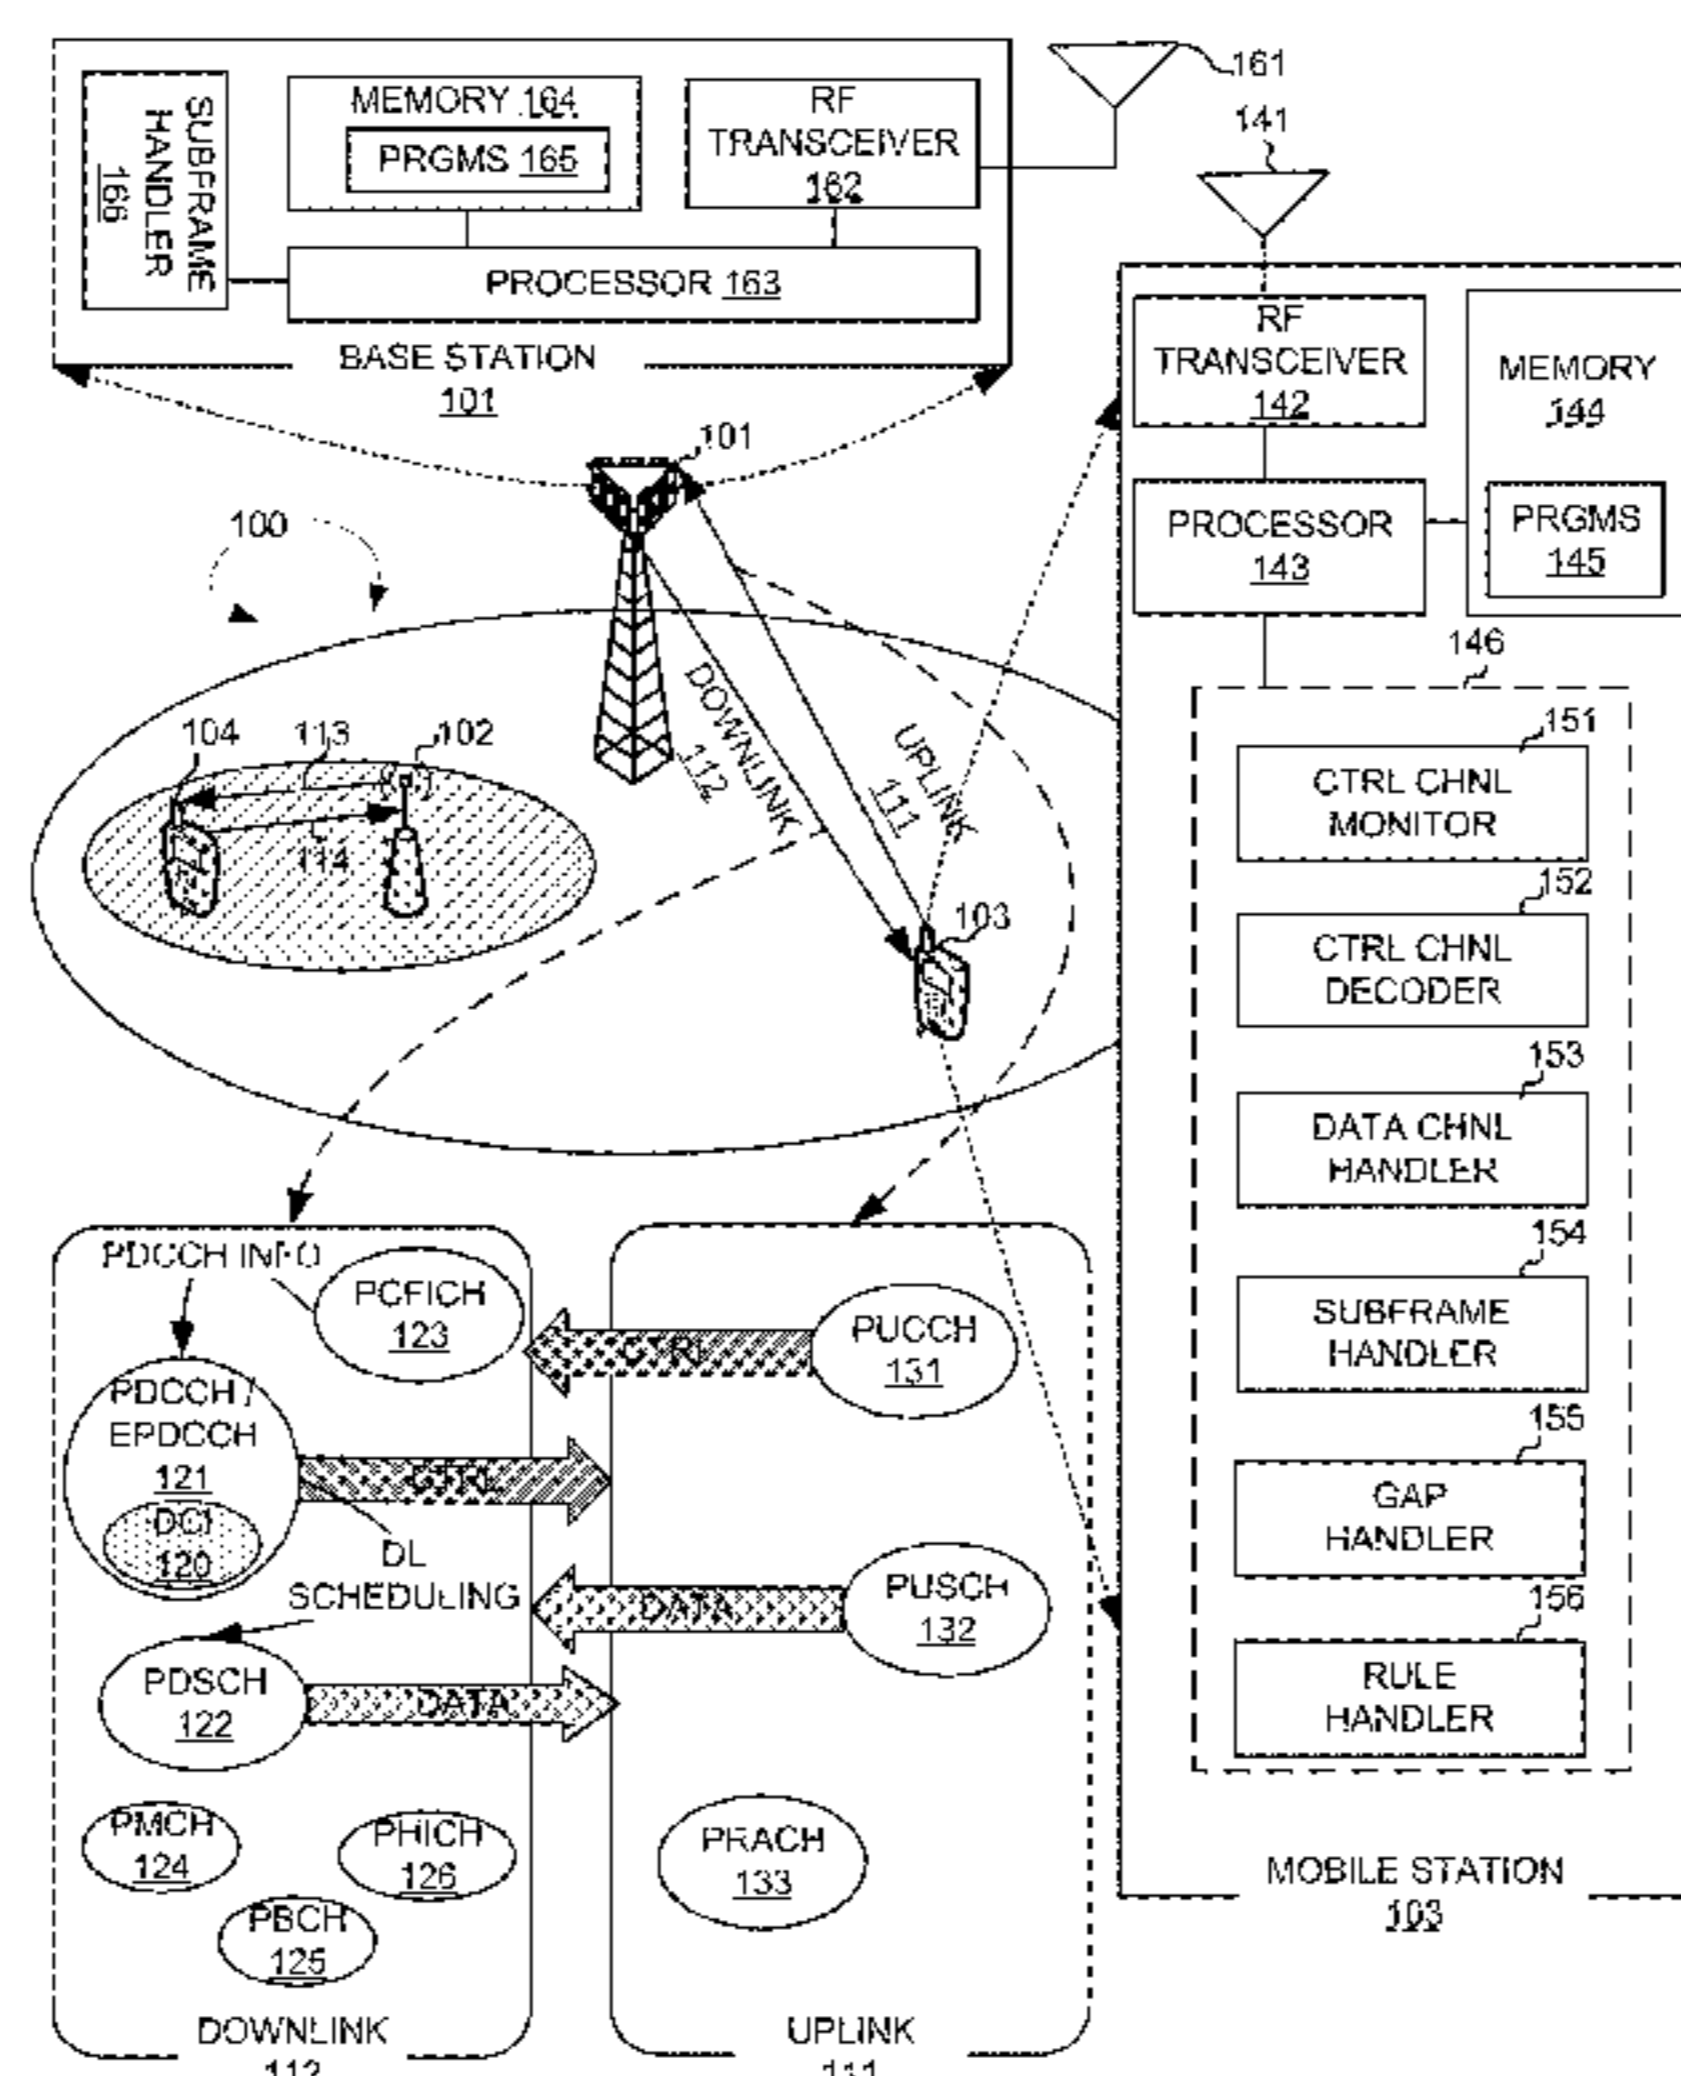 161
141
SUBFRAME
HANDLER
166
MEMORY 164
PRGMS 165
RF
TRANSCEIVER
162
PROCESSOR 163
BASE STATION
101
RF
TRANSCEIVER
142
MEMORY
144
PROCESSOR
143
PRGMS
145
101
100
146
DOWNLINK
112
UPLINK
111
104
113
102
114
103
151
CTRL CHNL
MONITOR
152
CTRL CHNL
DECODER
153
DATA CHNL
HANDLER
154
SUBFRAME
HANDLER
155
GAP
HANDLER
156
RULE
HANDLER
MOBILE STATION
103
PDCCH INFO
PCFICH
123
PDCCH /
EPDCCH
121
DCI
120
CTRL
CTRL
DL
SCHEDULING
PUCCH
131
PUSCH
132
DATA
PDSCH
122
DATA
PMCH
124
PHICH
126
PBCH
125
PRACH
133
DOWNLINK
112
UPLINK
111